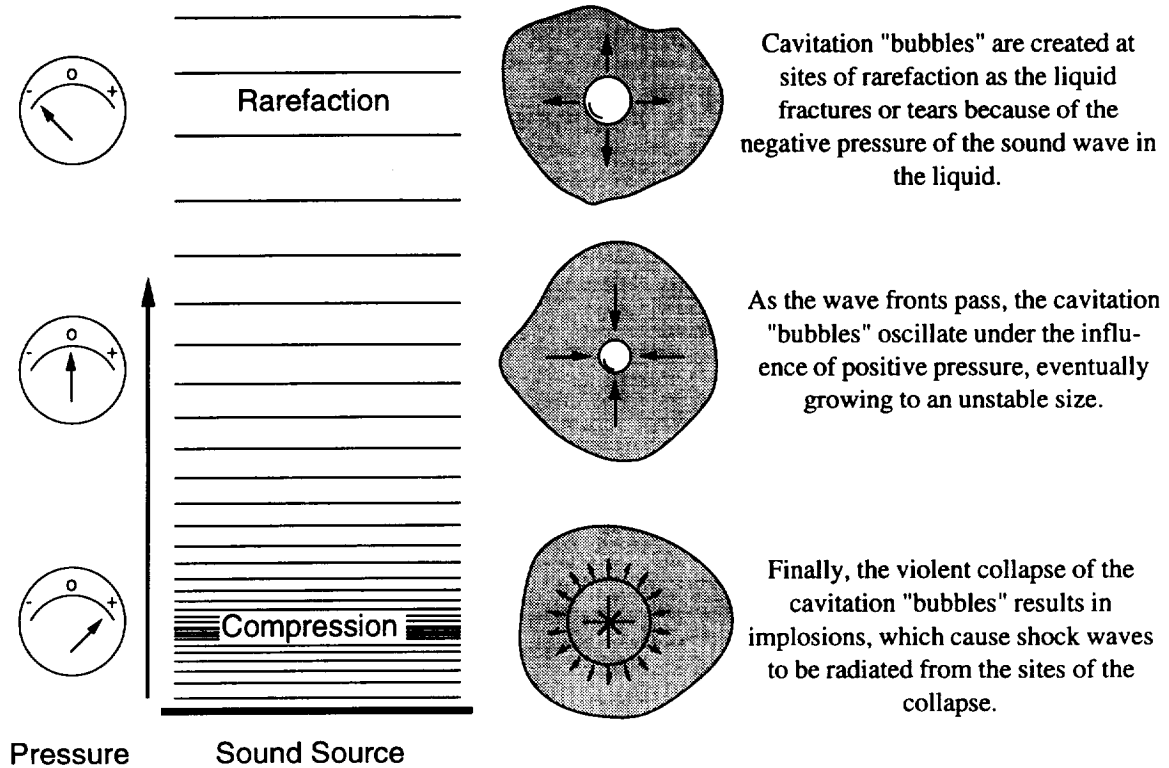 - O +
Rarefaction
Cavitation "bubbles" are created at
sites of rarefaction as the liquid
fractures or tears because of the
negative pressure of the sound wave in
the liquid.
- O +
As the wave fronts pass, the cavitation
"bubbles" oscillate under the influ-
ence of positive pressure, eventually
growing to an unstable size.
- O +
Compression
Finally, the violent collapse of the
cavitation "bubbles" results in
implosions, which cause shock waves
to be radiated from the sites of the
collapse.
Pressure
Sound Source